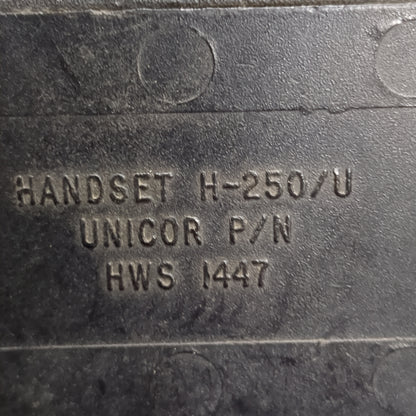 HANDSET H-250/U
UNICOR P/N
HWS 1447